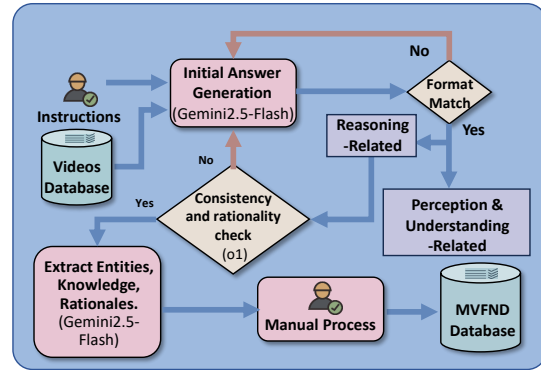 No
Initial Answer
Generation
(Gemini2.5-Flash)
Format
Match
Instructions
Reasoning
-Related
Yes
Videos
Database
No
Yes
Consistency
and rationality
check
(o1)
Perception &
Understanding
-Related
Extract Entities,
Knowledge,
Rationales.
(Gemini2.5-
Flash)
Manual Process
MVFND
Database